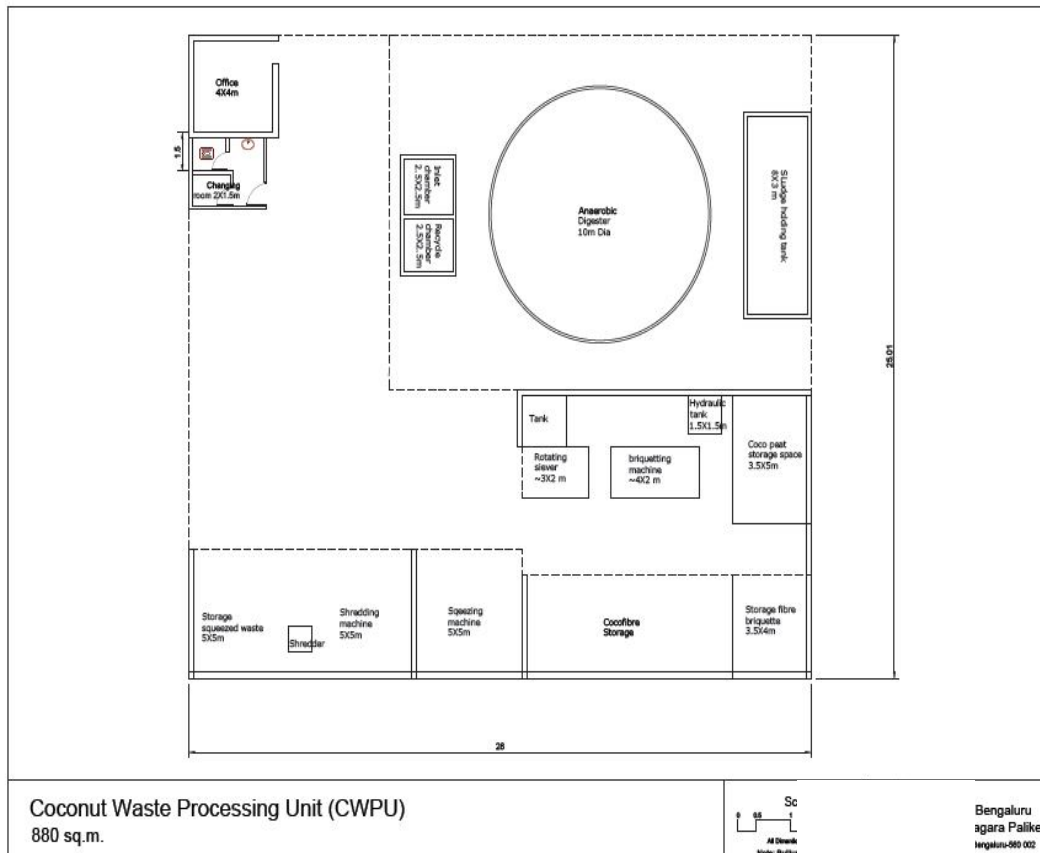 Office
4X4m
1.5
Changing
room 2X1.5m
Inlet
chamber
2.5X2.5m
Recycle
chamber
2.5X2.5m
Anaerobic
Digester
10m Dia
SLudge holding tank
8X3 m
25.01
Tank
Hydraulic
tank
1.5X1.5m
Rotating
siever
~3X2 m
briquetting
machine
~4X2 m
Coco peat
storage space
3.5X5m
Storage
squeezed waste
5X5m
Shredder
Shredding
machine
5X5m
Sqeezing
machine
5X5m
Cocofibre
Storage
Storage fibre
briquette
3.5X4m
28
Coconut Waste Processing Unit (CWPU)
880 sq.m.
0 0.5 1
Bengaluru
agara Palike
Bengaluru-560 002